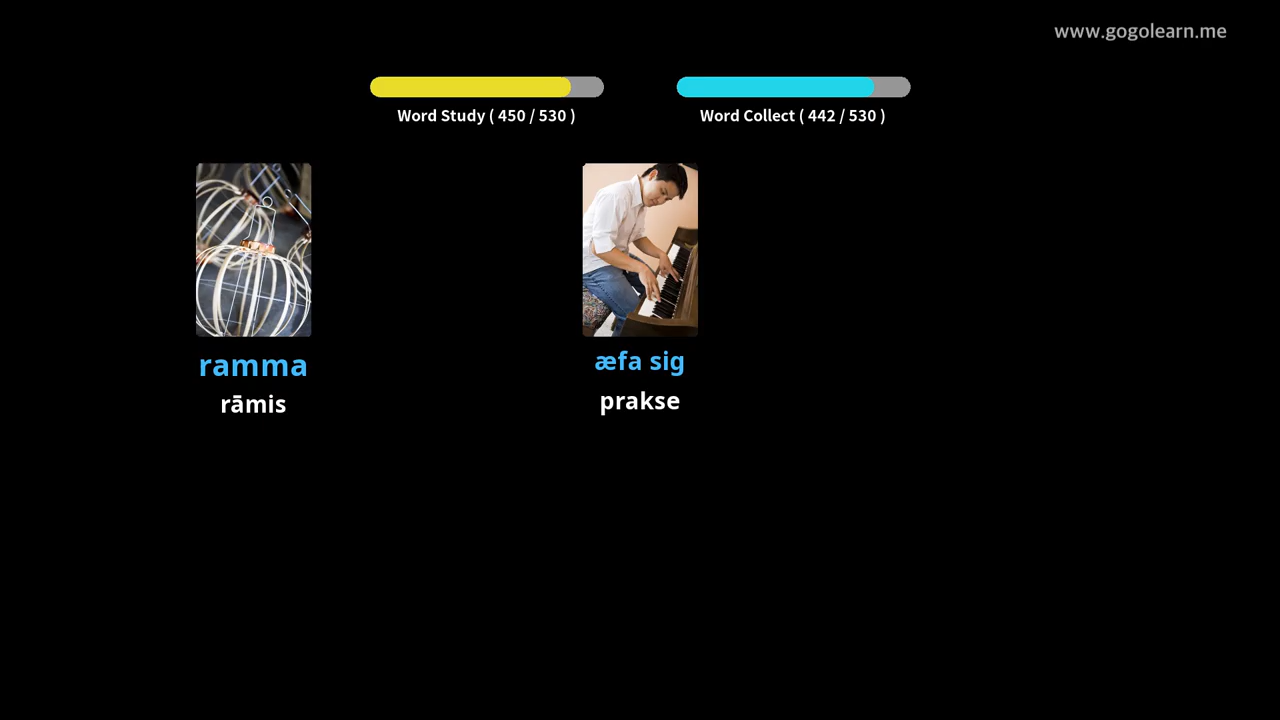 www.gogolearn.me
Word Study ( 450 / 530 )
Word Collect ( 442 / 530 )
ramma
rāmis
æfa sig
prakse